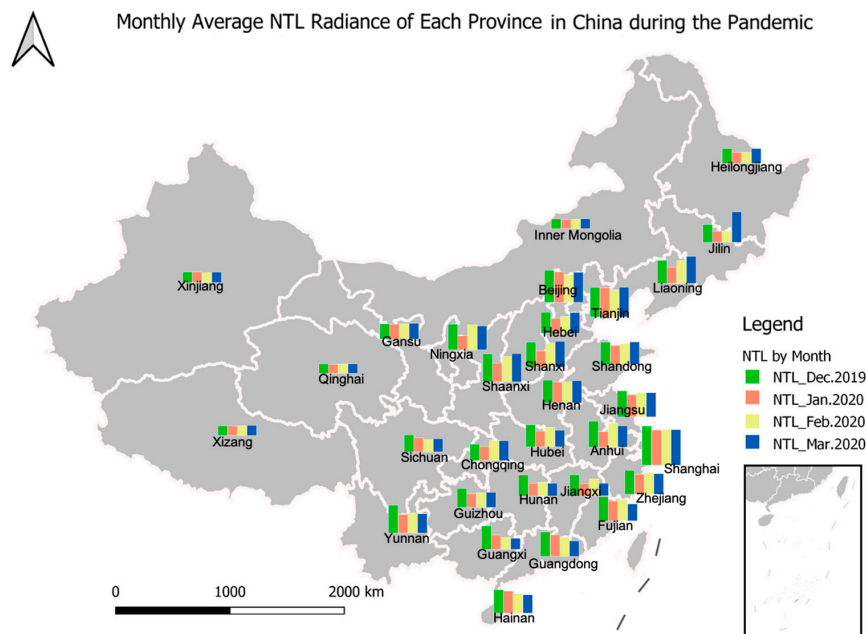 Monthly Average NTL Radiance of Each Province in China during the Pandemic
Heilongjiang
Jilin
Inner Mongolia
Liaoning
Xinjiang
Beijing
Tianjin
Hebei
Gansu
Ningxia
Shanxi
Shandong
Qinghai
Shaanxi
Henan
Jiangsu
Xizang
Sichuan
Chongqing
Hubei
Anhui
Shanghai
Guizhou
Hunan
Jiangxi
Zhejiang
Fujian
Yunnan
Guangxi
Guangdong
Hainan
Legend
NTL by Month
NTL_Dec.2019
NTL_Jan.2020
NTL_Feb.2020
NTL_Mar.2020
0 1000 2000 km